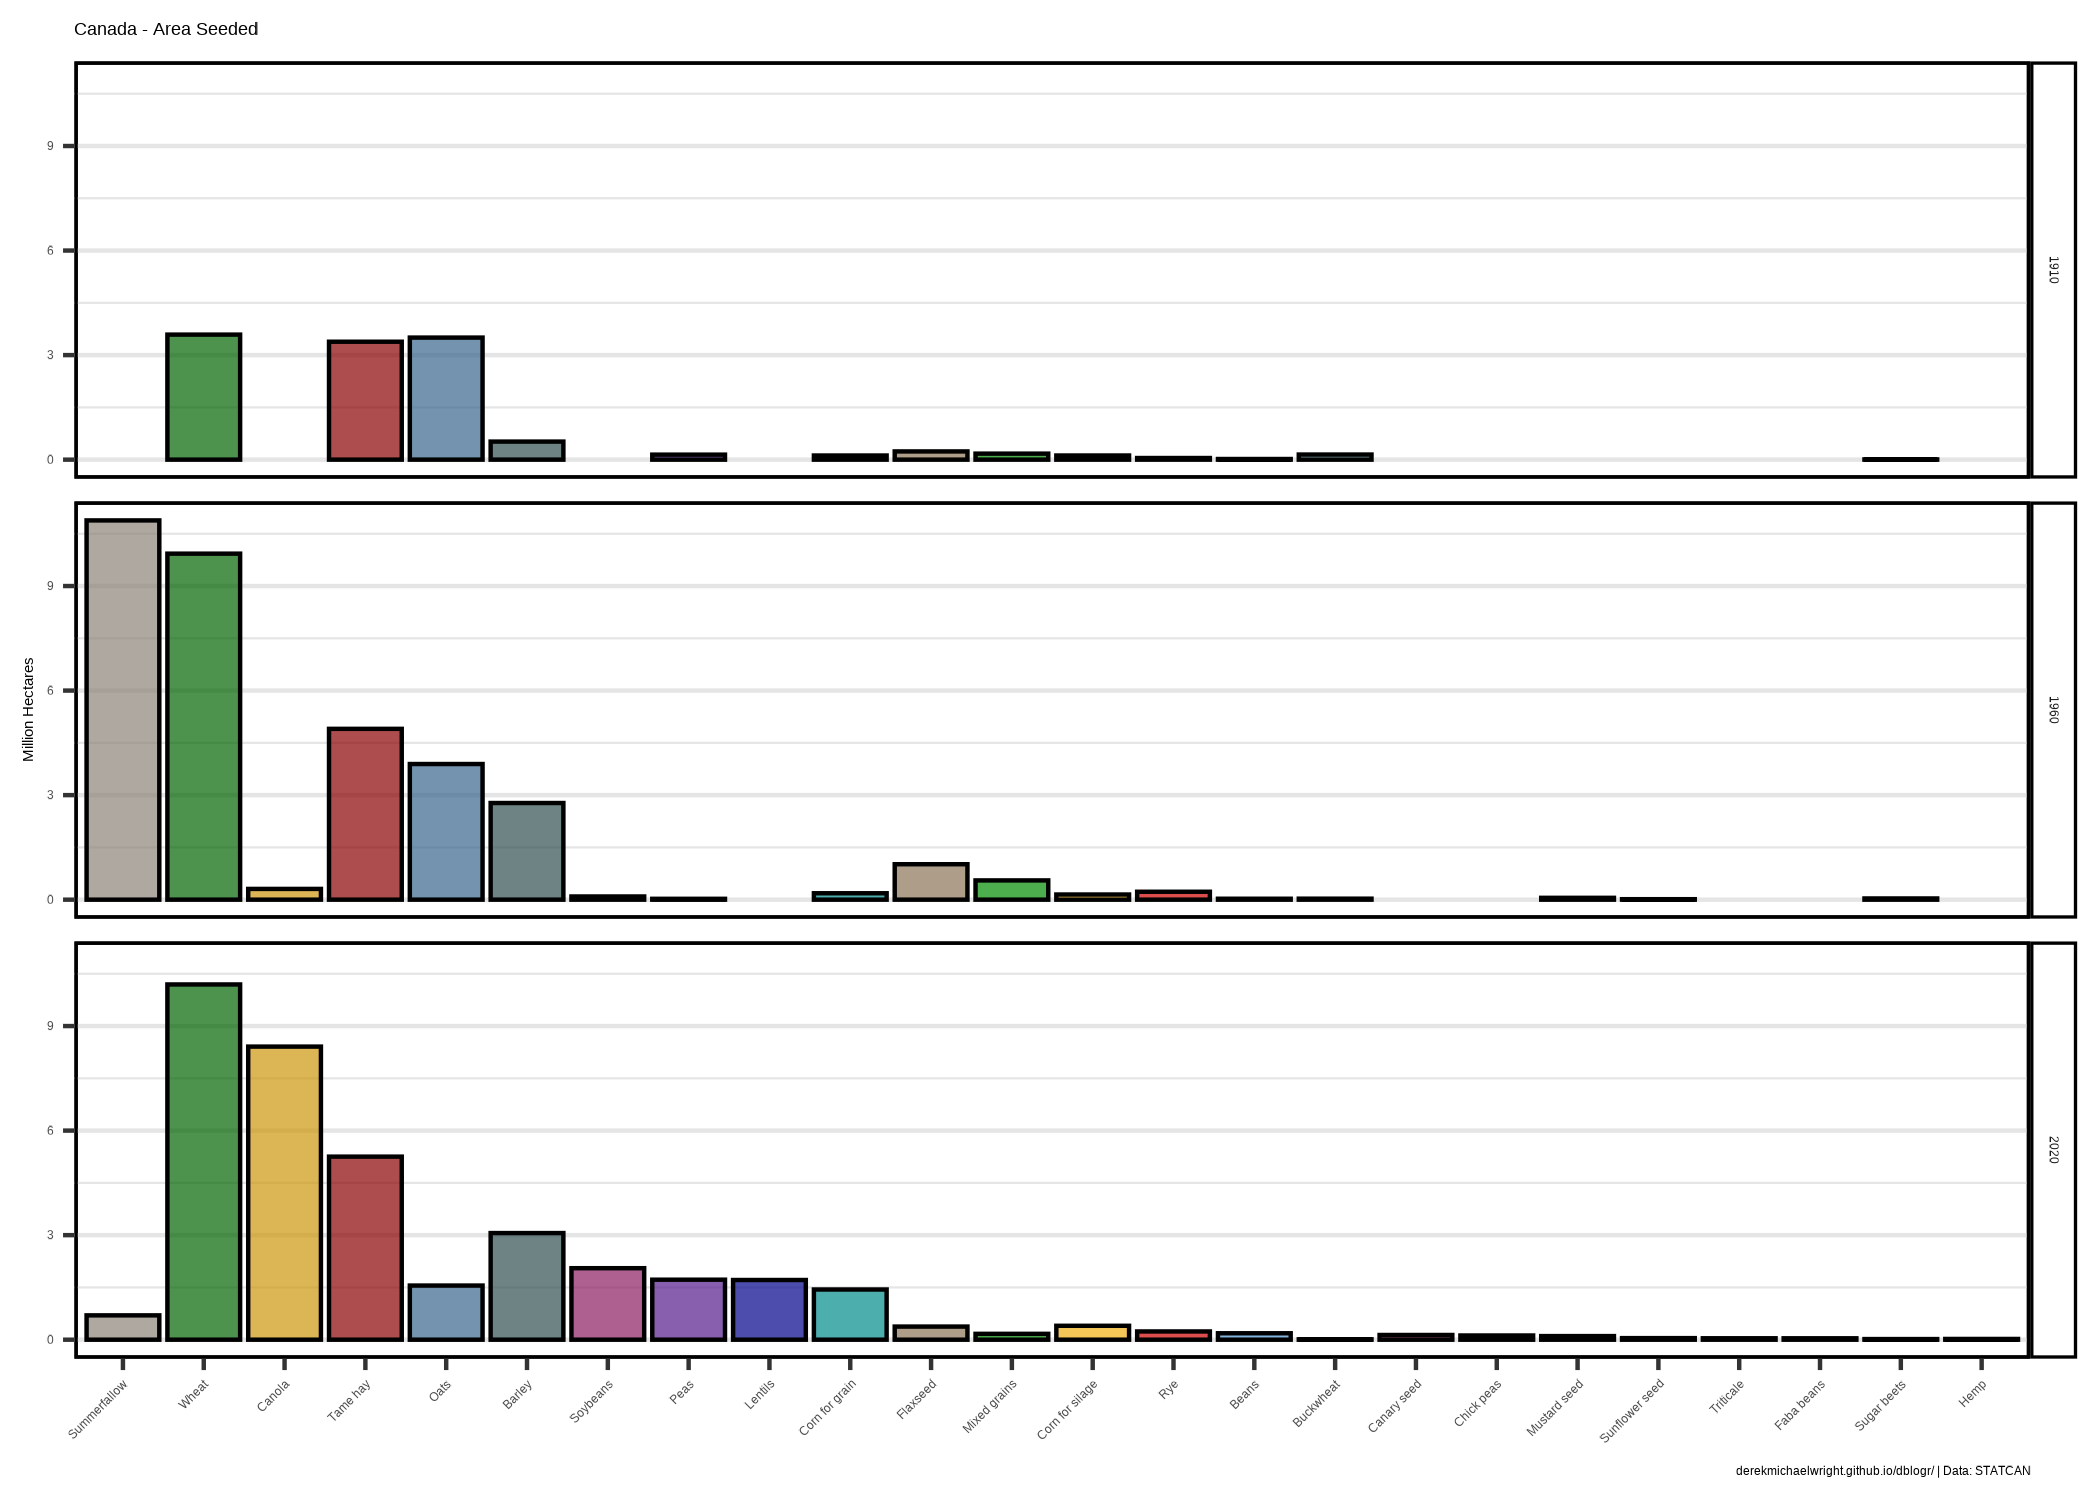 Canada - Area Seeded
9
6
3
0
1910
Million Hectares
9
6
3
0
1960
9
6
3
0
2020
Summerfallow
Wheat
Canola
Tame hay
Oats
Barley
Soybeans
Peas
Lentils
Corn for grain
Flaxseed
Mixed grains
Corn for silage
Rye
Beans
Buckwheat
Canary seed
Chick peas
Mustard seed
Sunflower seed
Triticale
Faba beans
Sugar beets
Hemp
derekmichaelwright.github.io/dblogr/ | Data: STATCAN